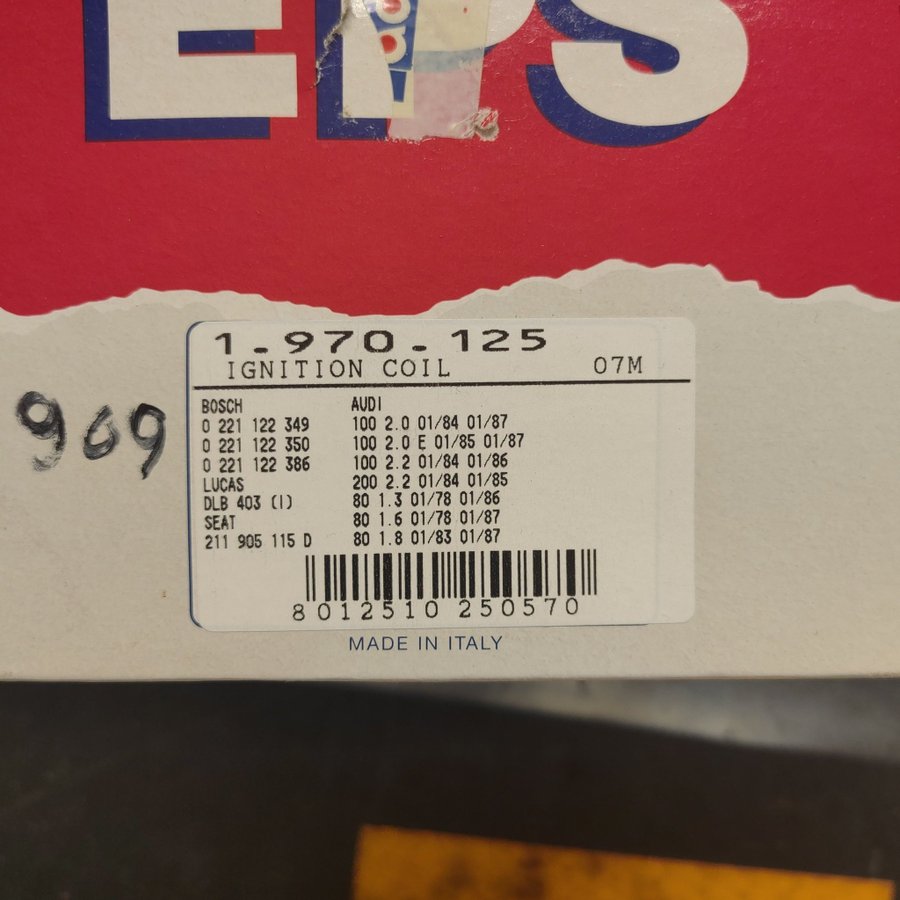 EPS
1.970.125
IGNITION COIL 07M
BOSCH AUDI
0 221 122 349 100 2.0 01/84 01/87
0 221 122 350 100 2.0 E 01/85 01/87
0 221 122 386 100 2.2 01/84 01/86
LUCAS 200 2.2 01/84 01/85
DLB 403 (I) 80 1.3 01/78 01/86
SEAT 80 1.6 01/78 01/87
211 905 115 D 80 1.8 01/83 01/87
8 012510 250570
MADE IN ITALY
969